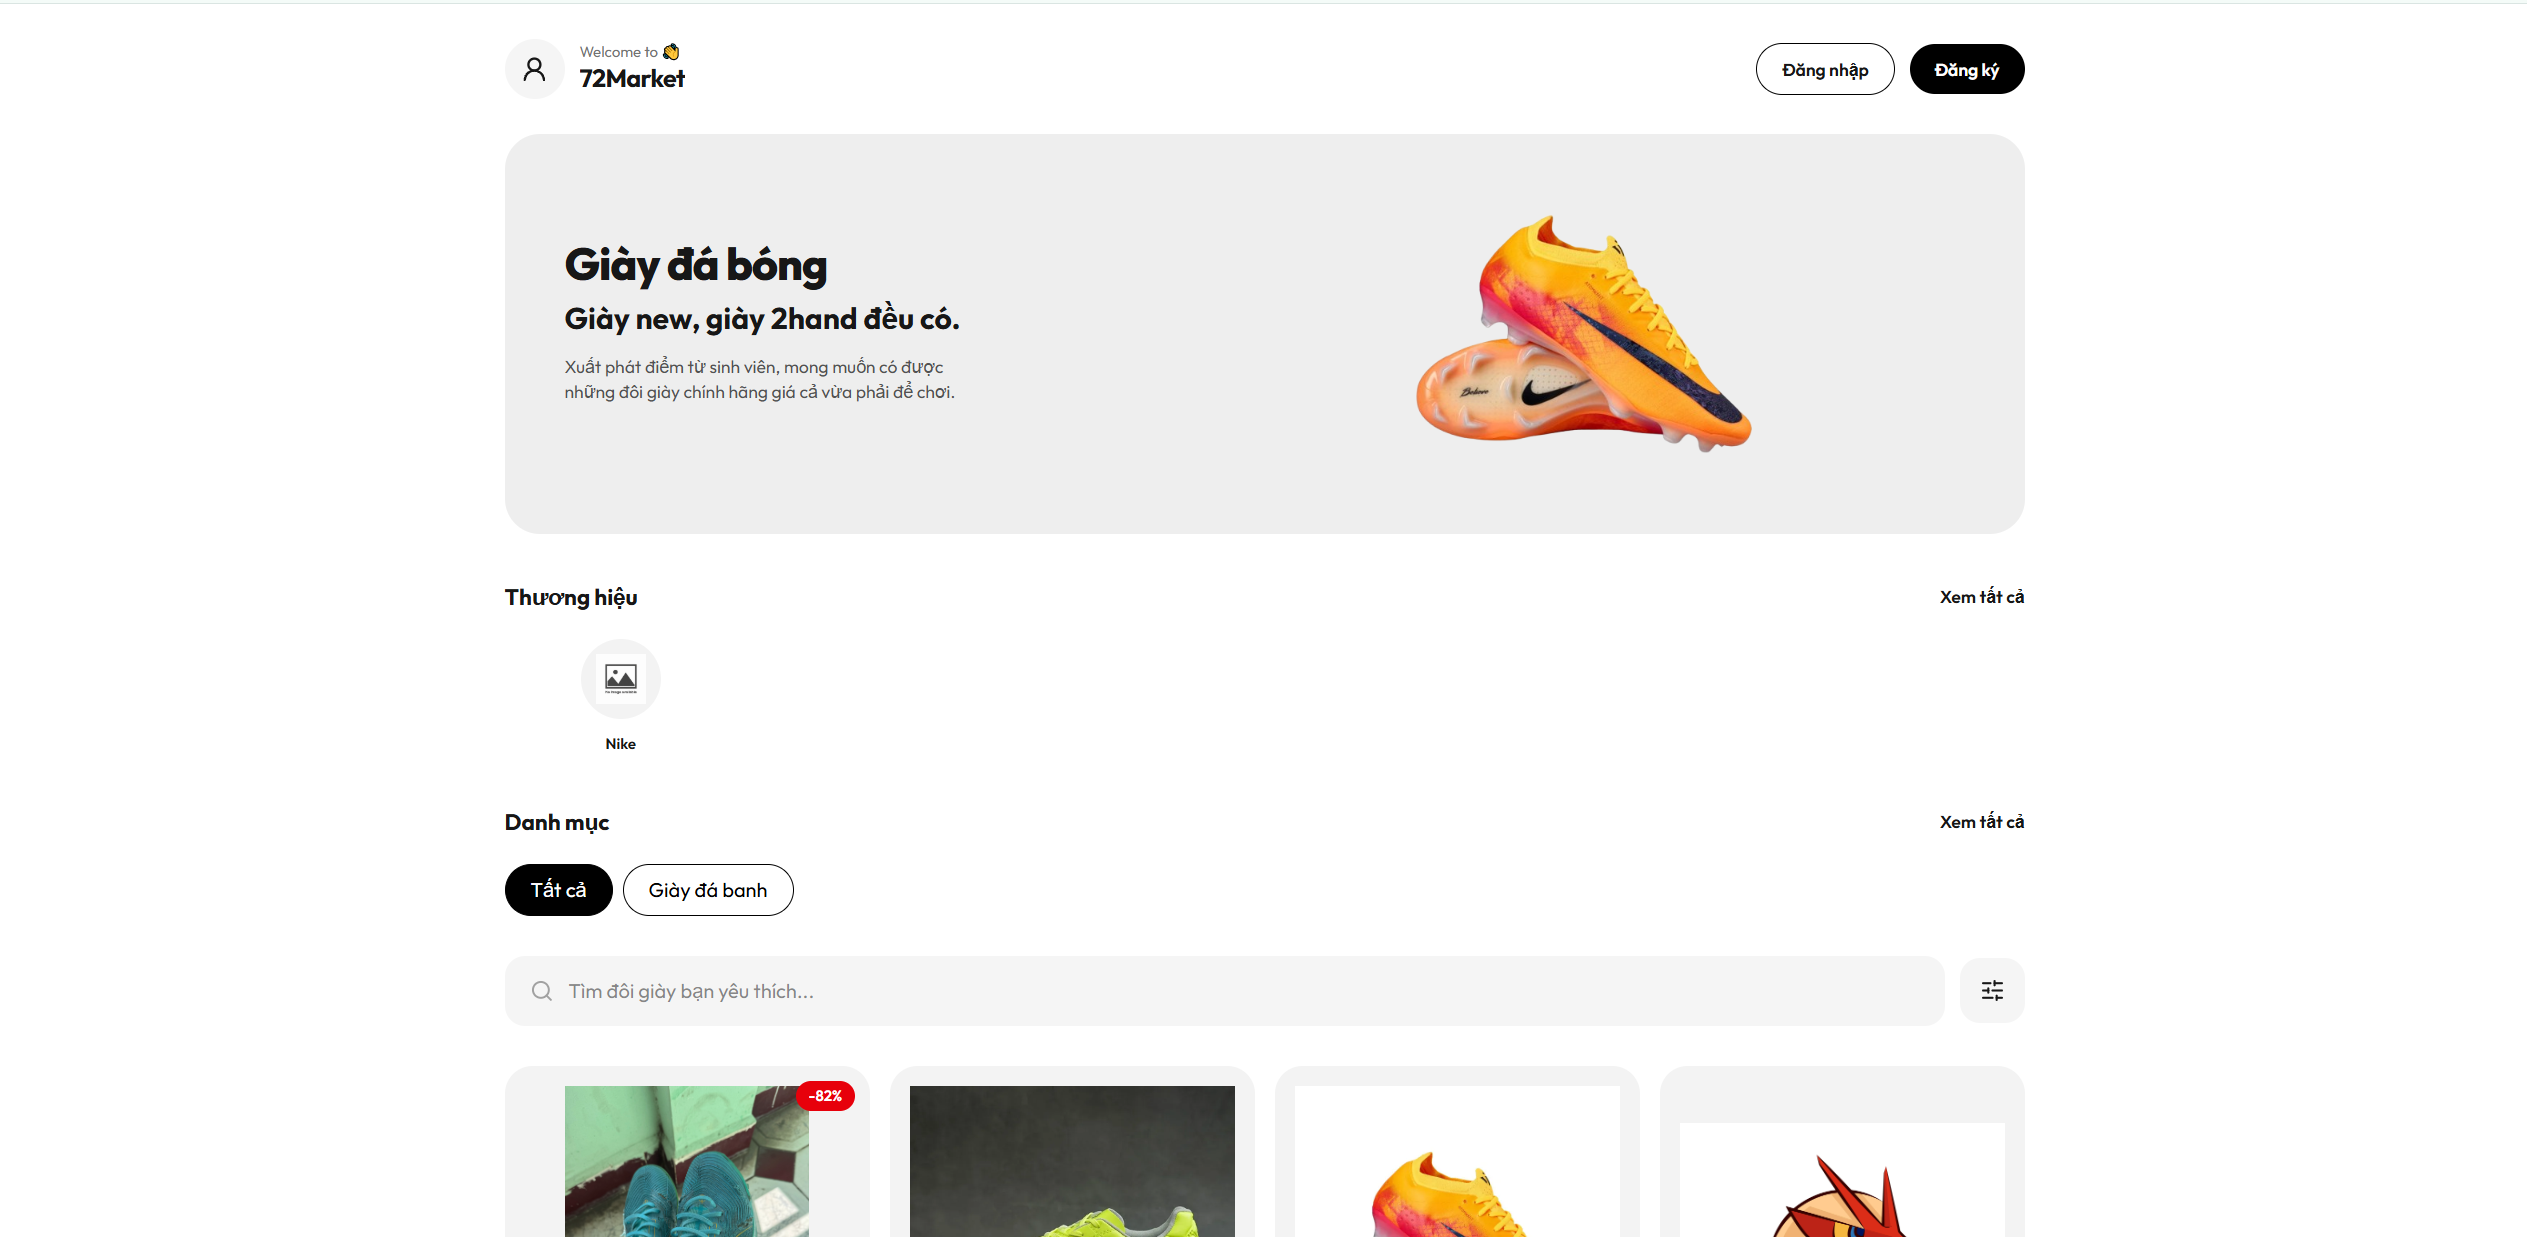 Welcome to 👋
72Market
Đăng nhập
Đăng ký
Giày đá bóng
Giày new, giày 2hand đều có.
Xuất phát điểm từ sinh viên, mong muốn có được
những đôi giày chính hãng giá cả vừa phải để chơi.
Thương hiệu
Xem tất cả
Nike
Danh mục
Xem tất cả
Tất cả
Giày đá banh
Tìm đôi giày bạn yêu thích...
-82%